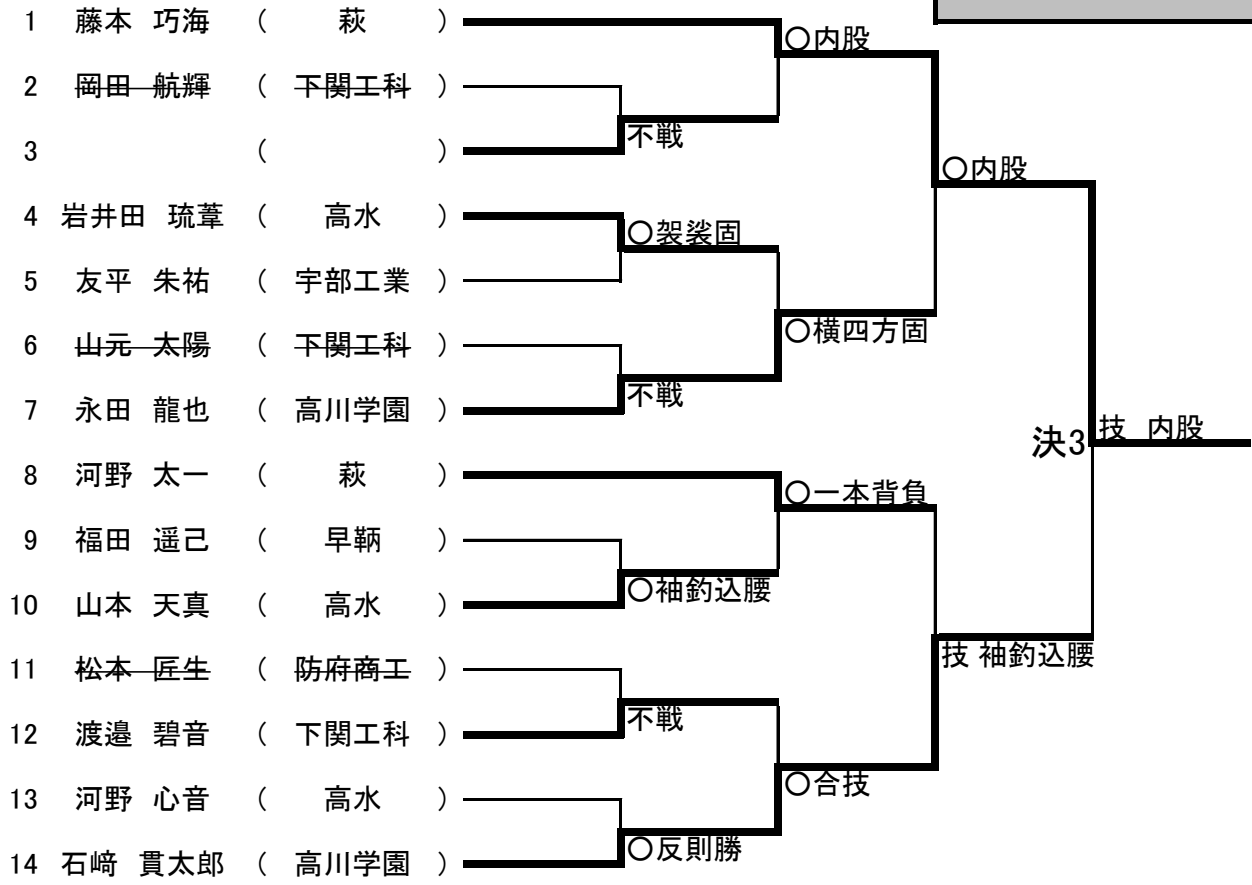 1 藤本 巧海 ( 萩 )
○内股
2 岡田 航輝 ( 下関工科 )
不戦
3 ( )
○内股
4 岩井田 琉葦 ( 高水 )
○袈裟固
5 友平 朱祐 ( 宇部工業 )
○横四方固
6 山元 太陽 ( 下関工科 )
不戦
7 永田 龍也 ( 高川学園 )
決3 技 内股
8 河野 太一 ( 萩 )
○一本背負
9 福田 遥己 ( 早鞆 )
○袖釣込腰
10 山本 天真 ( 高水 )
技 袖釣込腰
11 松本 匠生 ( 防府商工 )
不戦
12 渡邉 碧音 ( 下関工科 )
○合技
13 河野 心音 ( 高水 )
○反則勝
14 石﨑 貫太郎 ( 高川学園 )